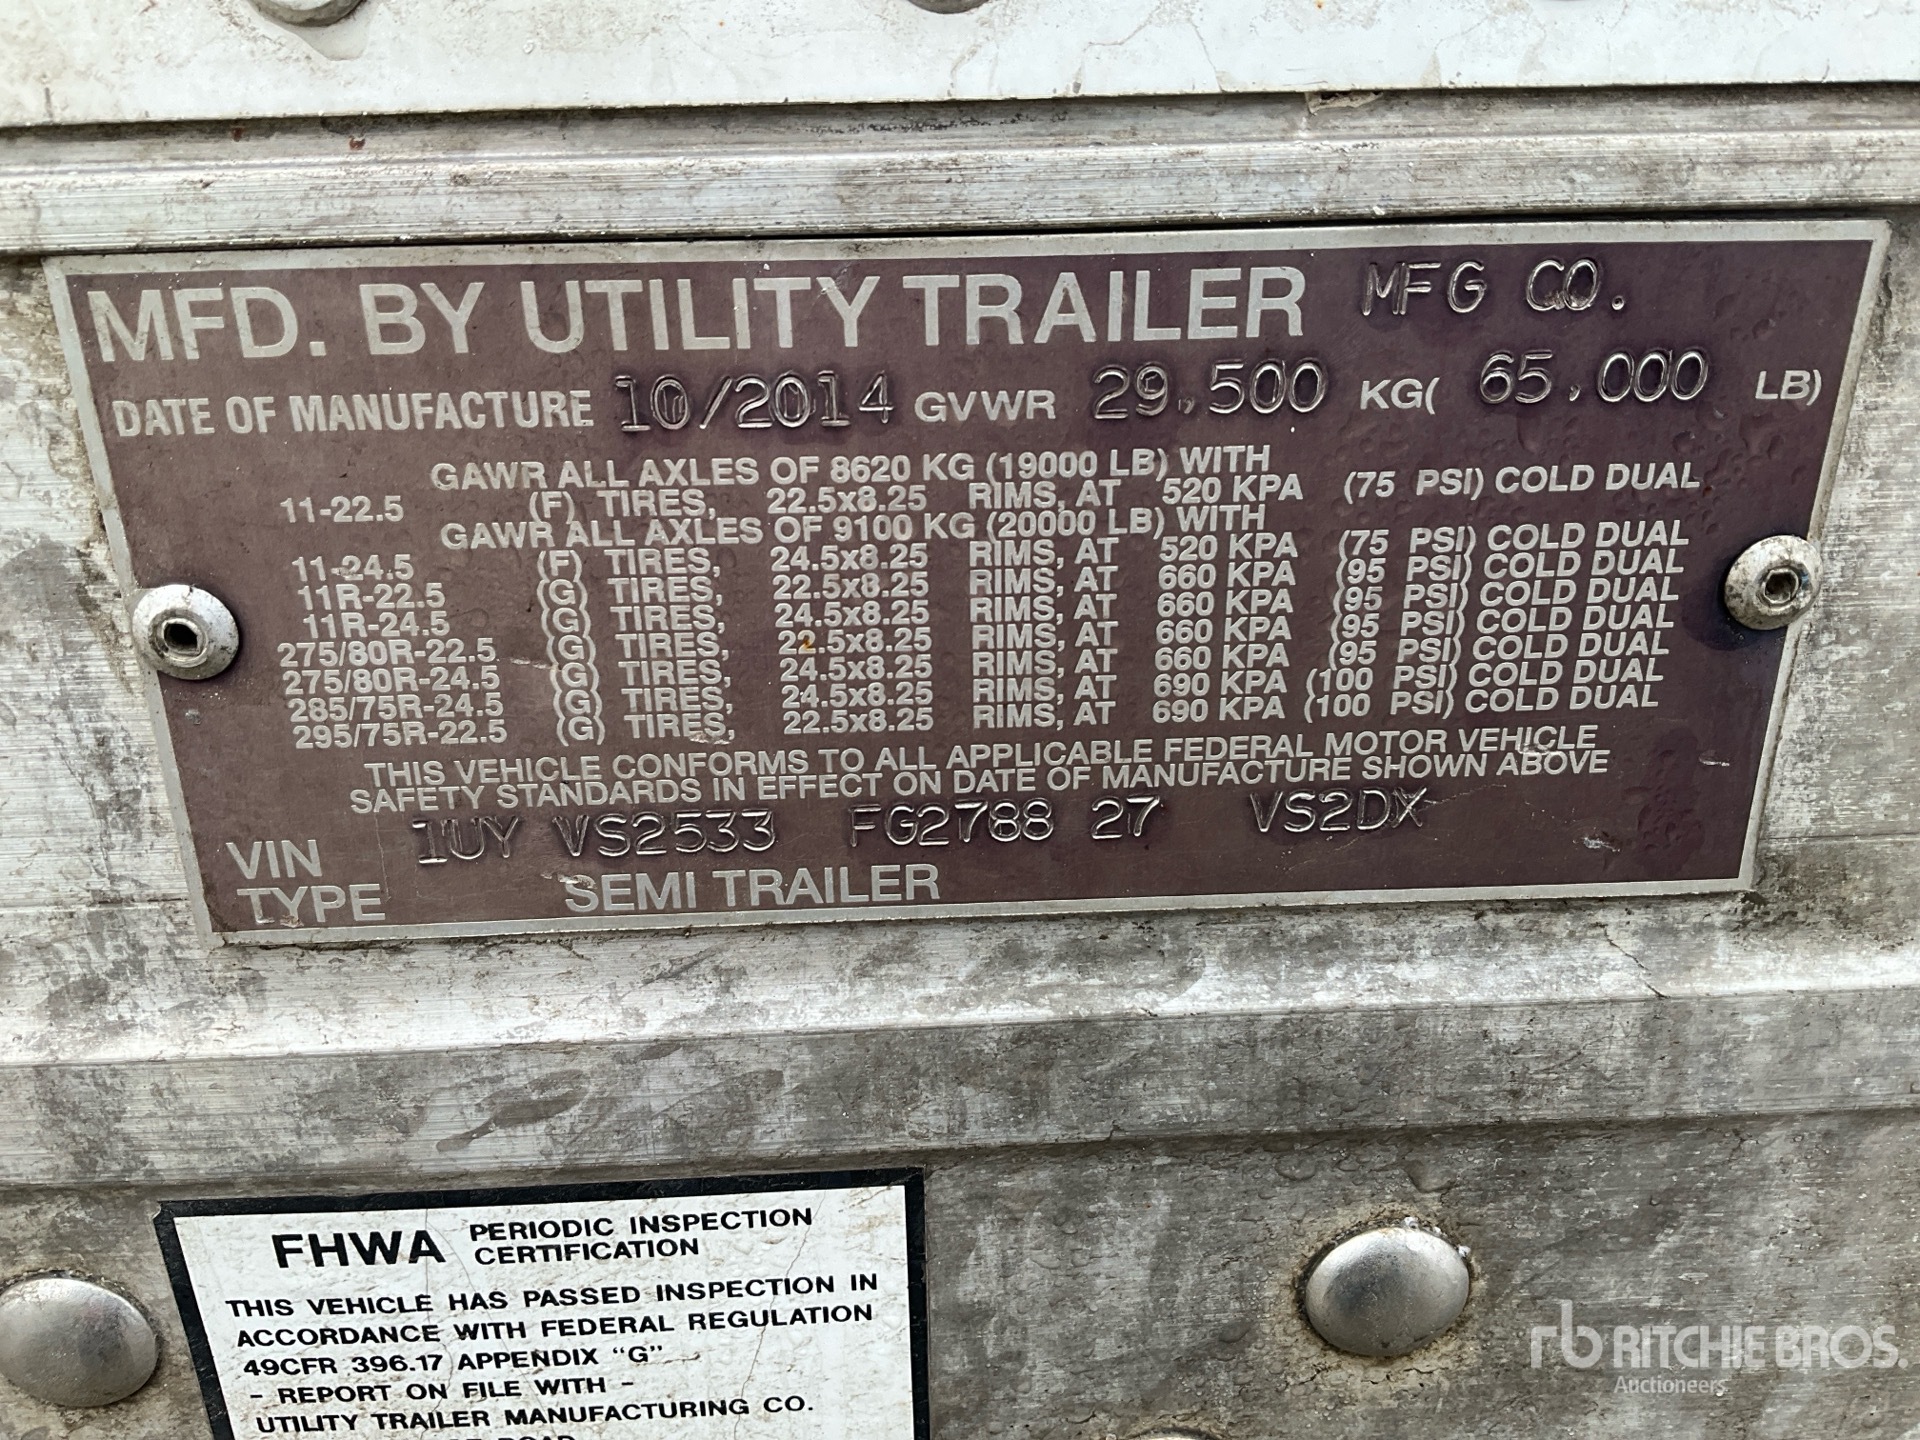 MFD. BY UTILITY TRAILER MFG CO.
DATE OF MANUFACTURE 10/2014 GVWR 29,500 KG( 65,000 LB)
GAWR ALL AXLES OF 8620 KG (19000 LB) WITH
11-22.5 (F) TIRES, 22.5x8.25 RIMS, AT 520 KPA (75 PSI) COLD DUAL
GAWR ALL AXLES OF 9100 KG (20000 LB) WITH
11-24.5 (F) TIRES, 24.5x8.25 RIMS, AT 520 KPA (75 PSI) COLD DUAL
11R-22.5 (G) TIRES, 22.5x8.25 RIMS, AT 660 KPA (95 PSI) COLD DUAL
11R-24.5 (G) TIRES, 24.5x8.25 RIMS, AT 660 KPA (95 PSI) COLD DUAL
275/80R-22.5 (G) TIRES, 22.5x8.25 RIMS, AT 660 KPA (95 PSI) COLD DUAL
275/80R-24.5 (G) TIRES, 24.5x8.25 RIMS, AT 660 KPA (95 PSI) COLD DUAL
285/75R-24.5 (G) TIRES, 24.5x8.25 RIMS, AT 690 KPA (100 PSI) COLD DUAL
295/75R-22.5 (G) TIRES, 22.5x8.25 RIMS, AT 690 KPA (100 PSI) COLD DUAL
THIS VEHICLE CONFORMS TO ALL APPLICABLE FEDERAL MOTOR VEHICLE
SAFETY STANDARDS IN EFFECT ON DATE OF MANUFACTURE SHOWN ABOVE
VIN 1UY VS2533 FG2788 27 VS2DX
TYPE SEMI TRAILER
FHWA PERIODIC INSPECTION
CERTIFICATION
THIS VEHICLE HAS PASSED INSPECTION IN
ACCORDANCE WITH FEDERAL REGULATION
49CFR 396.17 APPENDIX "G"
- REPORT ON FILE WITH -
UTILITY TRAILER MANUFACTURING CO.
rb RITCHIE BROS.
Auctioneers